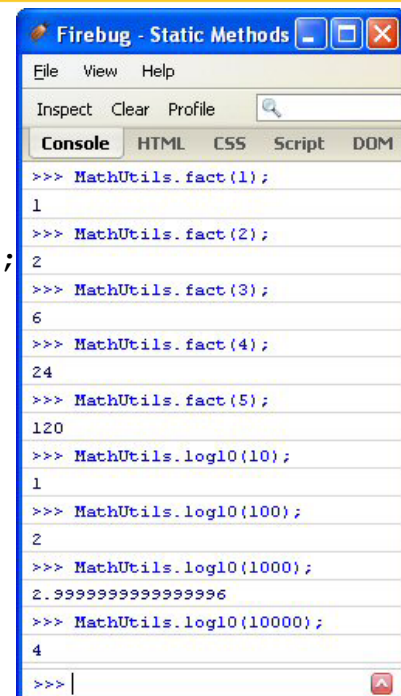 Firebug - Static Methods
File View Help
Inspect Clear Profile
Console HTML CSS Script DOM
>>> MathUtils.fact(1);
1
>>> MathUtils.fact(2);
;
2
>>> MathUtils.fact(3);
6
>>> MathUtils.fact(4);
24
>>> MathUtils.fact(5);
120
>>> MathUtils.log10(10);
1
>>> MathUtils.log10(100);
2
>>> MathUtils.log10(1000);
2.9999999999999996
>>> MathUtils.log10(10000);
4
>>>